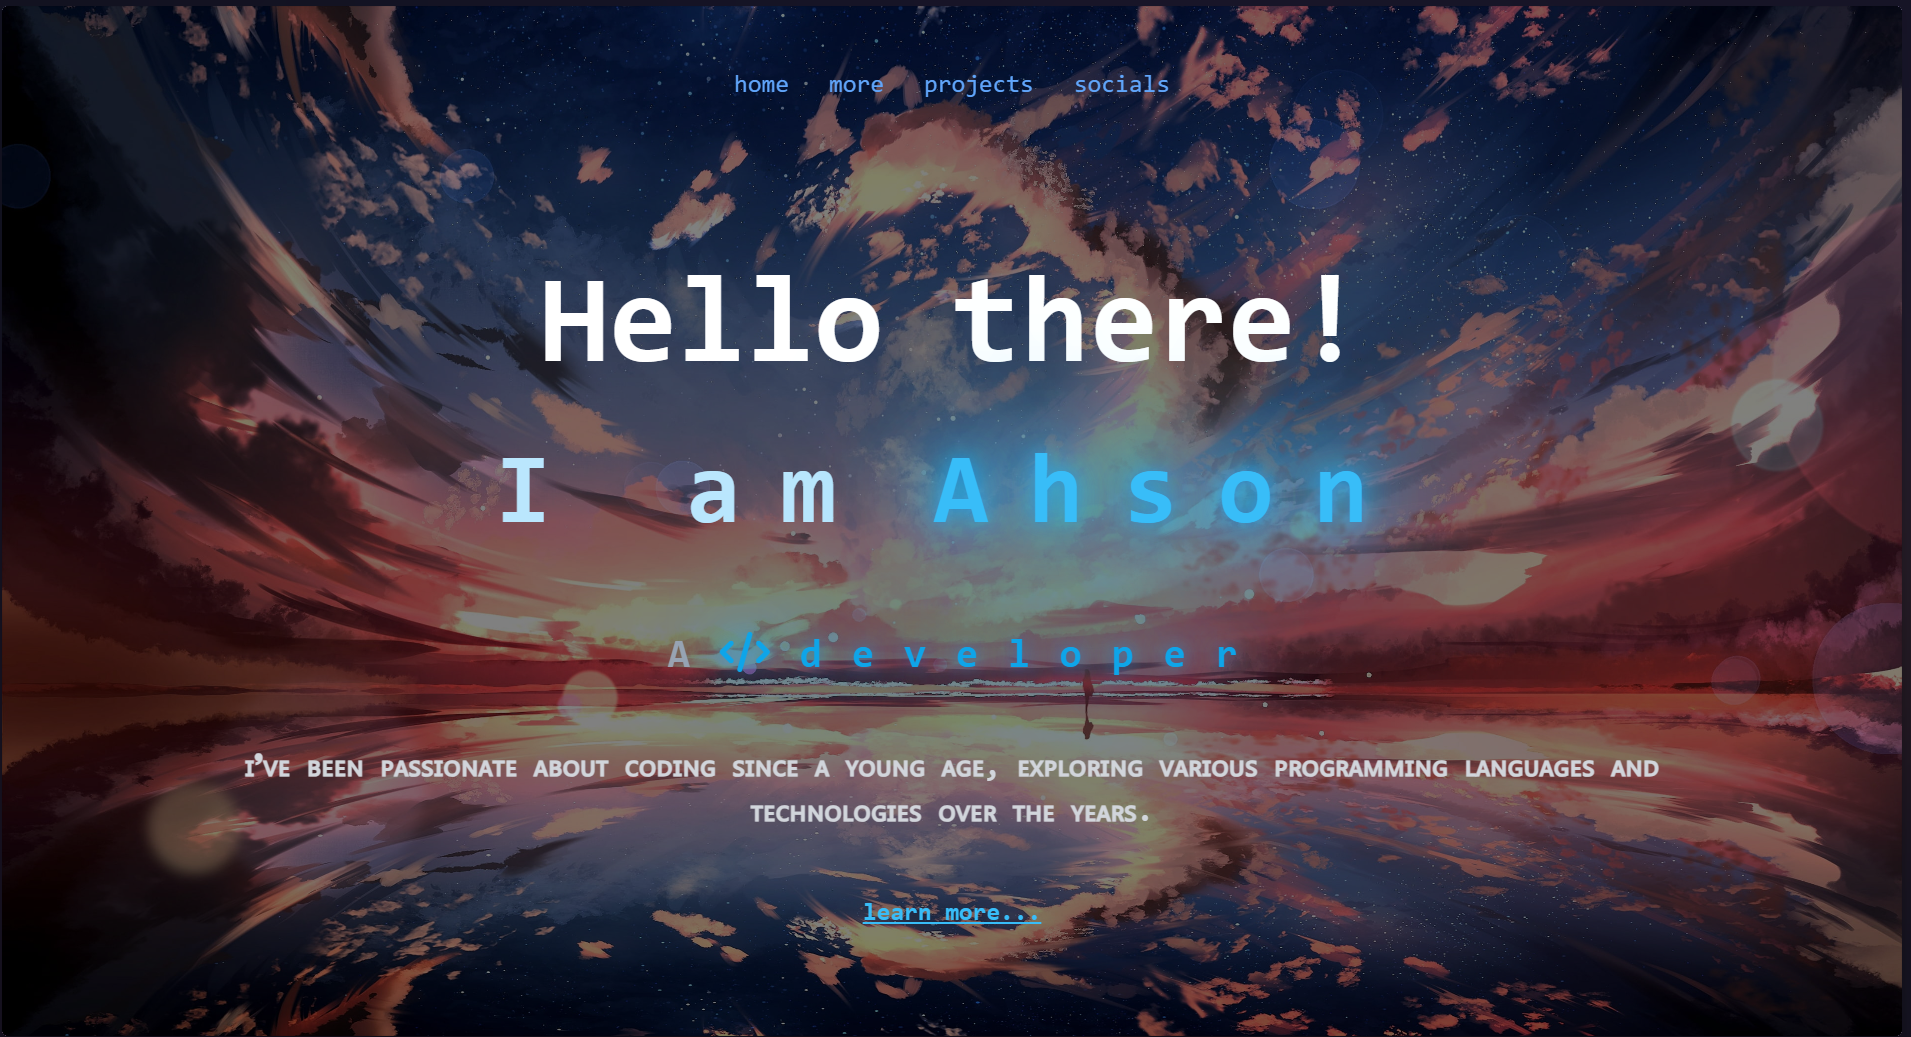 home more projects socials
Hello there!
I am Ahson
A </> developer
I’VE BEEN PASSIONATE ABOUT CODING SINCE A YOUNG AGE, EXPLORING VARIOUS PROGRAMMING LANGUAGES AND
TECHNOLOGIES OVER THE YEARS.
learn more...